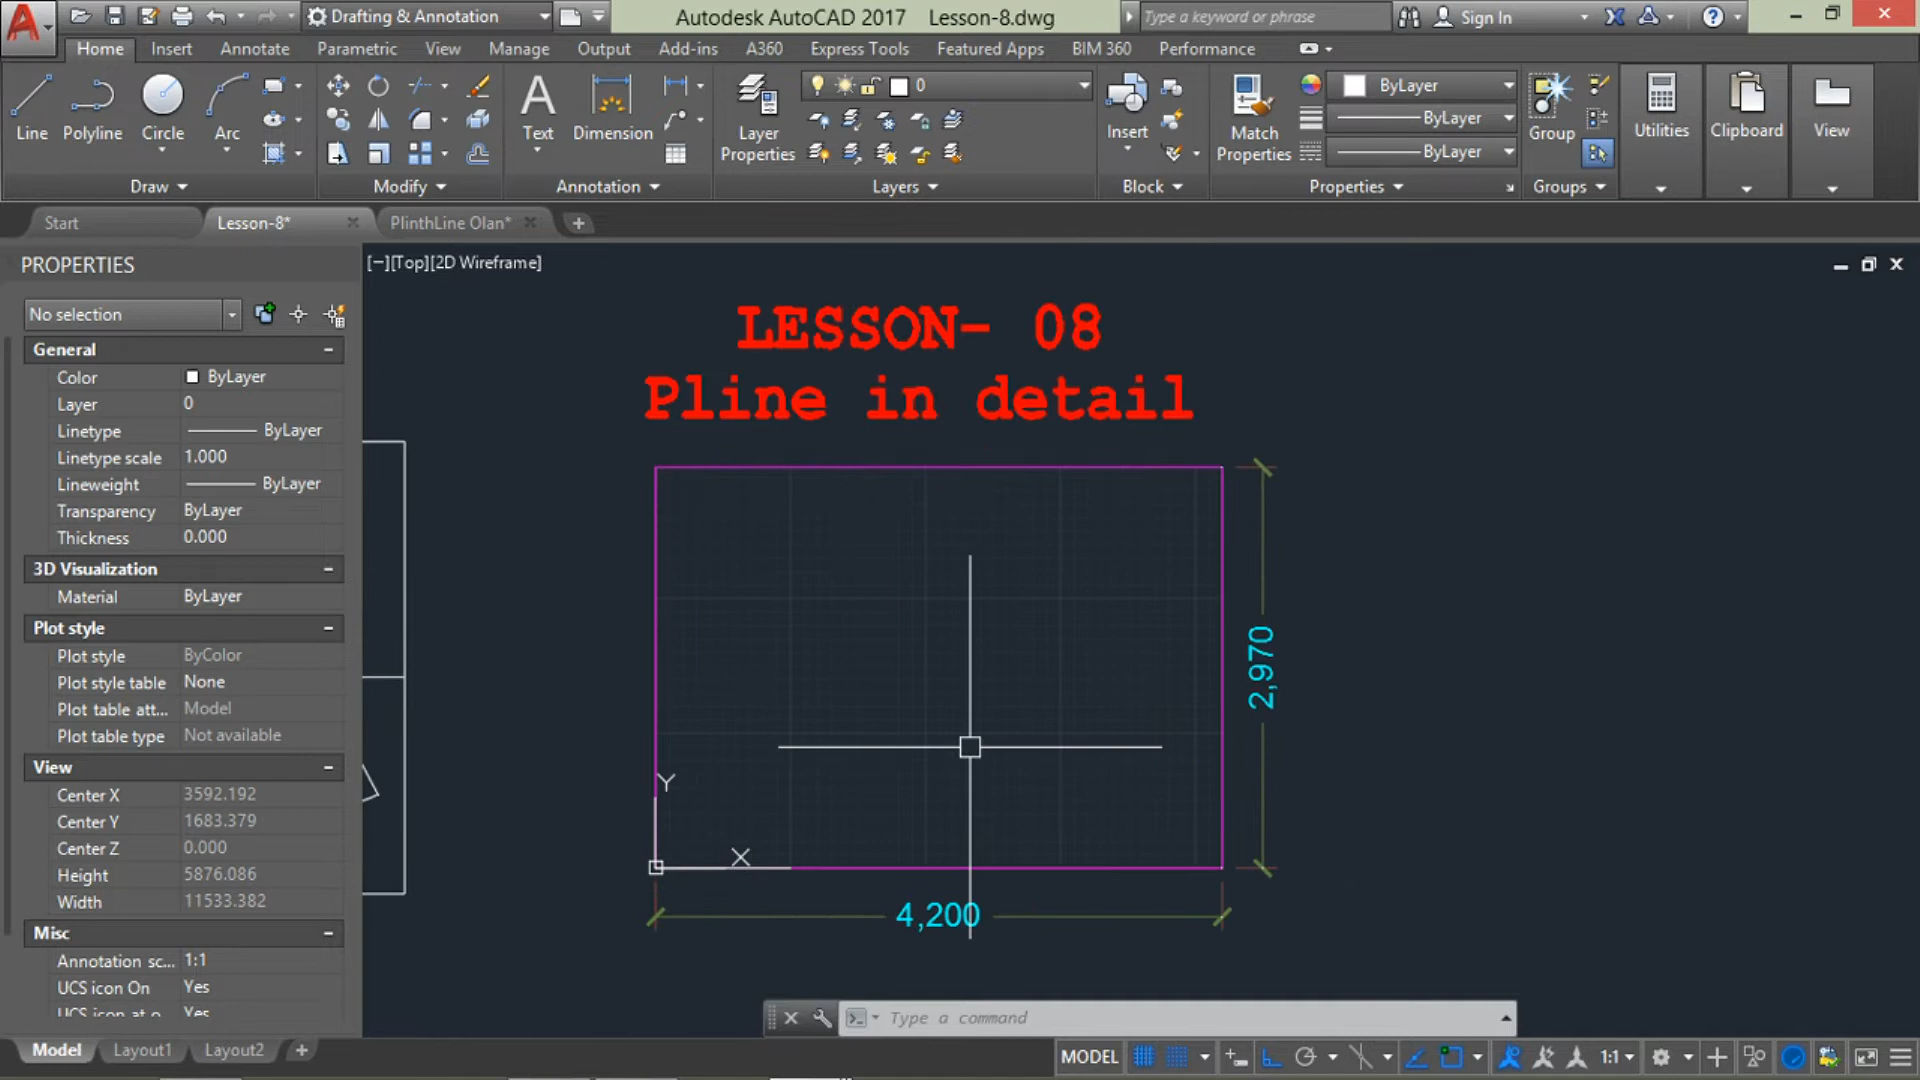 Drafting & Annotation
Autodesk AutoCAD 2017 Lesson-8.dwg
Type a keyword or phrase
Sign In
Home Insert Annotate Parametric View Manage Output Add-ins A360 Express Tools Featured Apps BIM 360 Performance
0
ByLayer
ByLayer
ByLayer
Line Polyline Circle Arc
Text Dimension
Layer
Properties
Insert
Match
Properties
Group
Utilities Clipboard View
Draw Modify Annotation Layers Block Properties Groups
Start Lesson-8* PlinthLine Olan*
PROPERTIES
[−][Top][2D Wireframe]
No selection
General
Color ByLayer
Layer 0
Linetype ByLayer
Linetype scale 1.000
Lineweight ByLayer
Transparency ByLayer
Thickness 0.000
3D Visualization
Material ByLayer
Plot style
Plot style ByColor
Plot style table None
Plot table att... Model
Plot table type Not available
View
Center X 3592.192
Center Y 1683.379
Center Z 0.000
Height 5876.086
Width 11533.382
Misc
Annotation sc... 1:1
UCS icon On Yes
UCS icon at o Yes
LESSON- 08
Pline in detail
2,970
Y
X
4,200
Type a command
Model Layout1 Layout2
MODEL
1:1